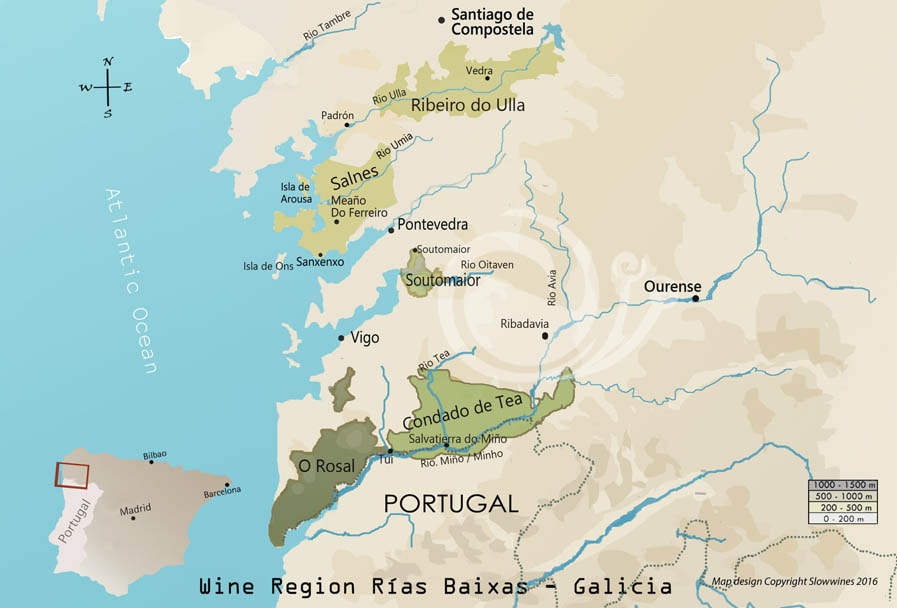 Santiago de
Compostela
Rio Tambre
N
W E
S
Vedra
Rio Ulla
Ribeiro do Ulla
Padrón
Rio Umia
Salnes
Isla de
Arousa
Meaño
Do Ferreiro
Pontevedra
Atlantic Ocean
Soutomaior
Isla de Ons
Sanxenxo
Rio Oitaven
Soutomaior
Rio Avia
Ourense
Ribadavia
Vigo
Rio Tea
Condado de Tea
Salvatierra do Miño
Tui
Rio. Miño / Minho
O Rosal
Bilbao
Barcelona
Madrid
Portugal
PORTUGAL
1000 - 1500 m
500 - 1000 m
200 - 500 m
0 - 200 m
Wine Region Rías Baixas - Galicia
Map design Copyright Slowwines 2016